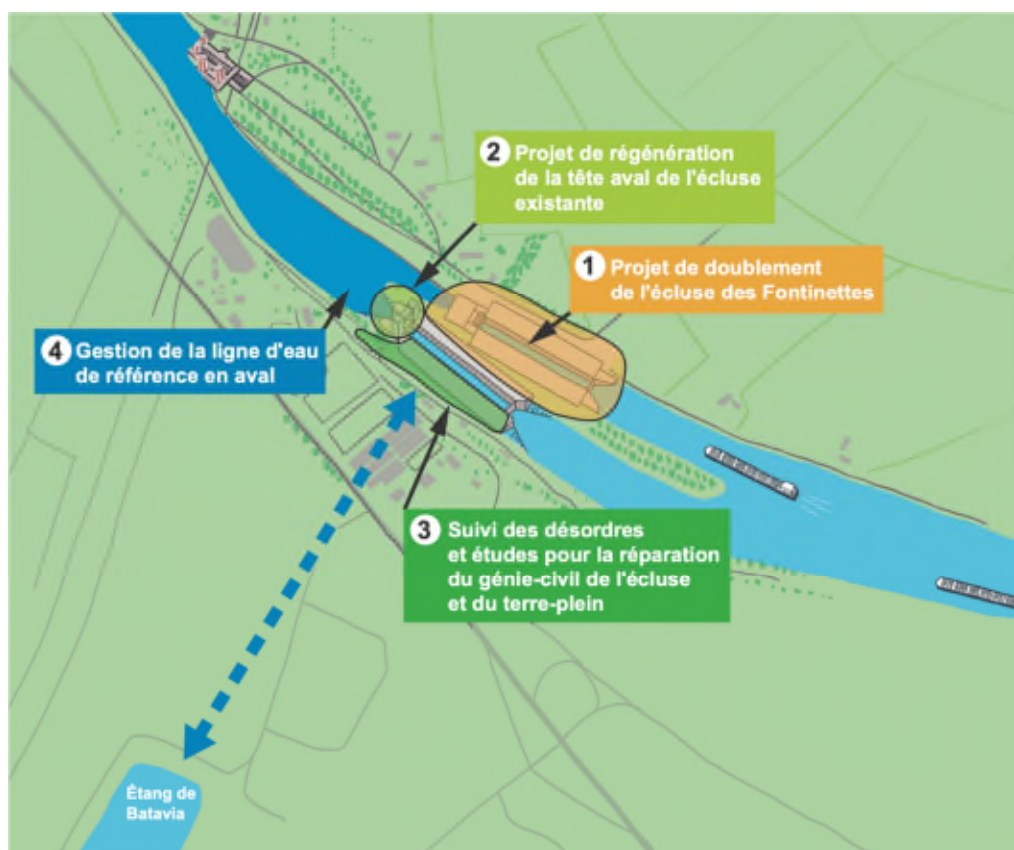 2 Projet de régénération
de la tête aval de l'écluse
existante
1 Projet de doublement
de l'écluse des Fontinettes
4 Gestion de la ligne d'eau
de référence en aval
3 Suivi des désordres
et études pour la réparation
du génie-civil de l'écluse
et du terre-plein
Étang de
Batavia